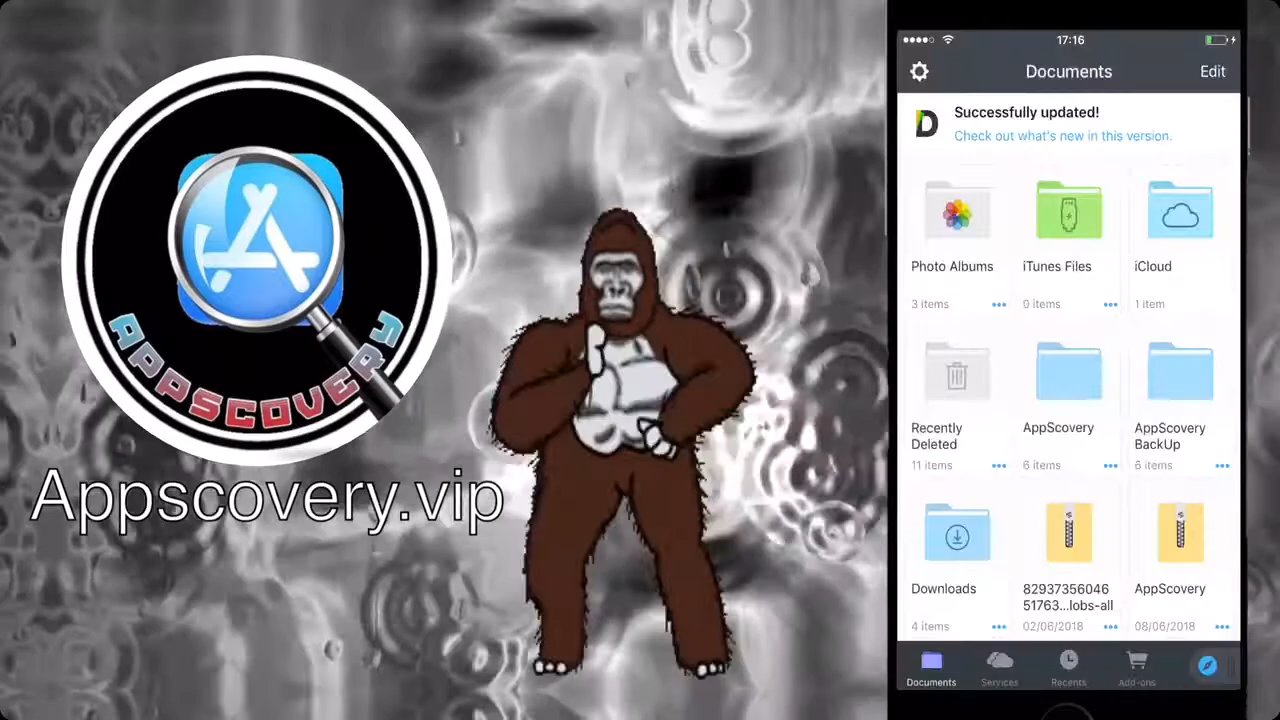 APPSCOVERY
Appscovery.vip
17:16
Documents
Edit
D
Successfully updated!
Check out what's new in this version.
Photo Albums
iTunes Files
iCloud
3 items
0 items
1 item
Recently
Deleted
AppScovery
AppScovery
BackUp
11 items
6 items
6 items
Downloads
82937356046
51763...lobs-all
AppScovery
4 items
02/06/2018
08/06/2018
Documents
Services
Recents
Add-ons